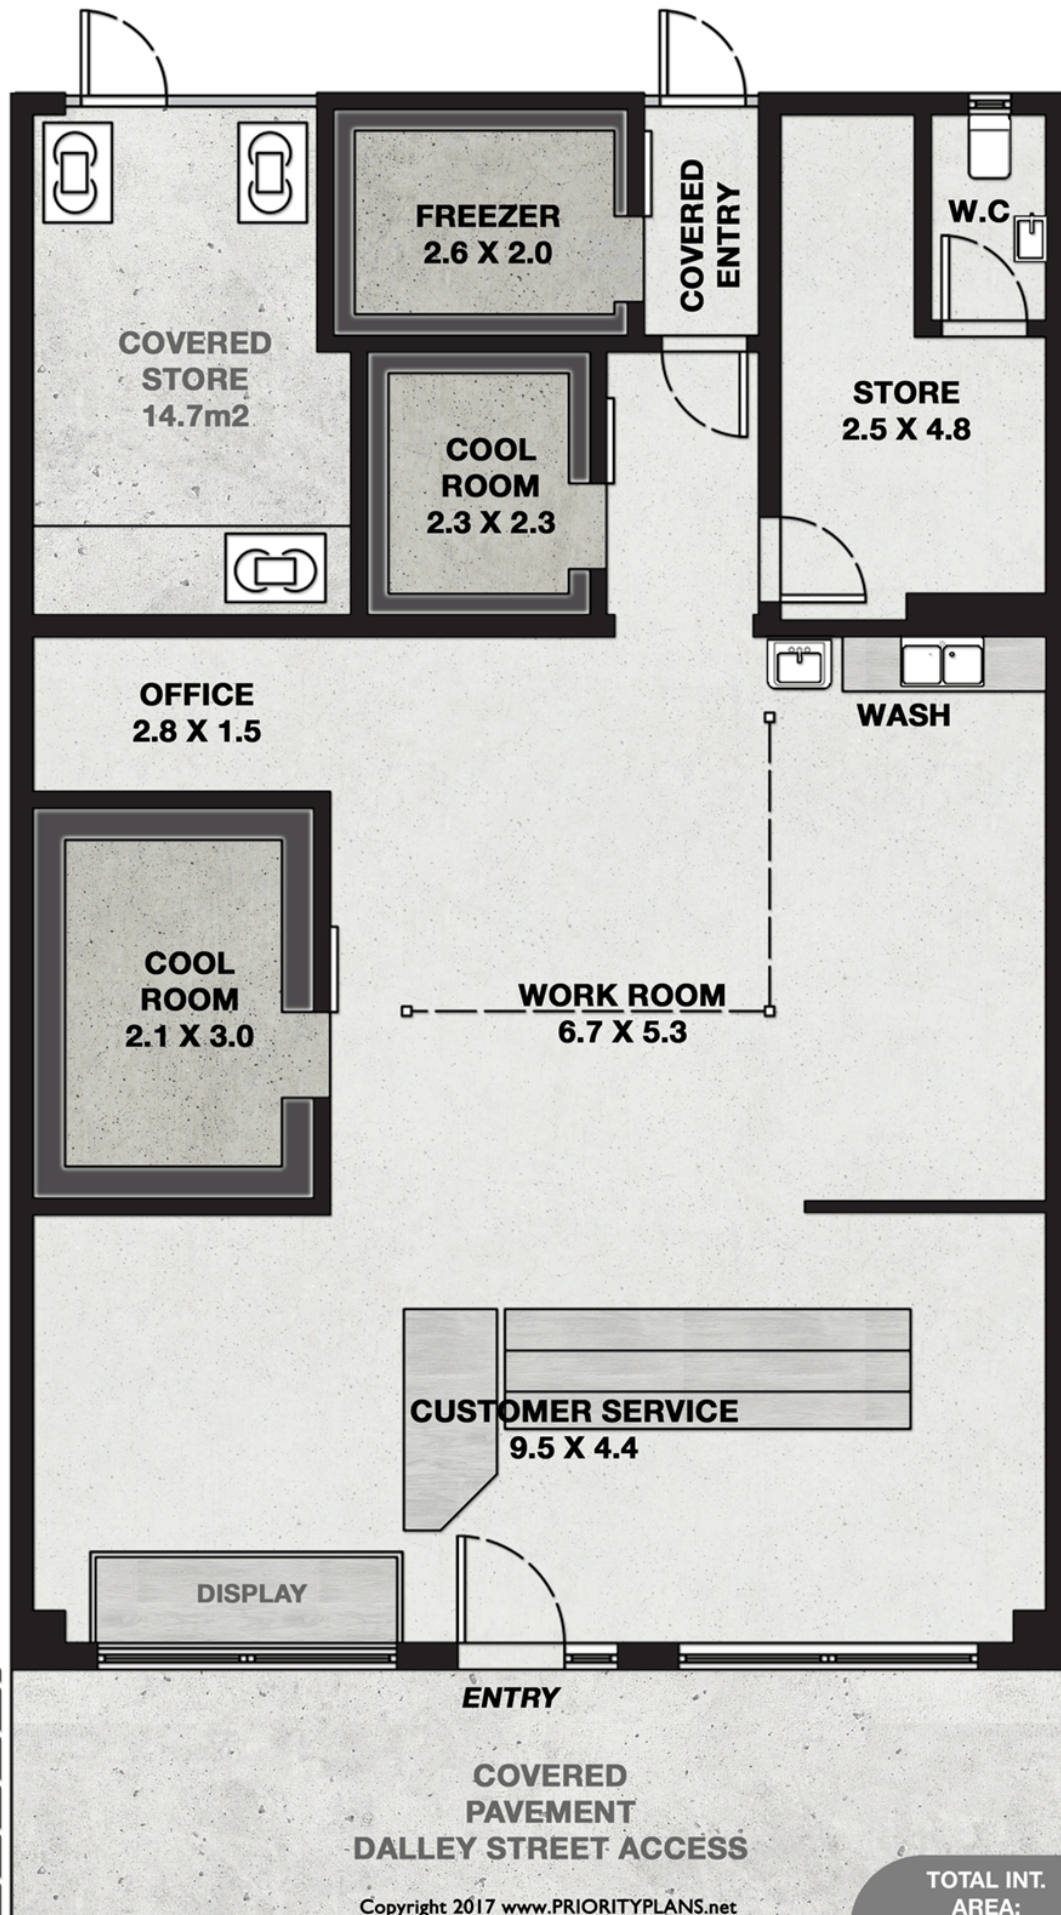 FREEZER
2.6 X 2.0
COVERED
ENTRY
W.C
COVERED
STORE
14.7m2
STORE
2.5 X 4.8
COOL
ROOM
2.3 X 2.3
OFFICE
2.8 X 1.5
WASH
COOL
ROOM
2.1 X 3.0
WORK ROOM
6.7 X 5.3
CUSTOMER SERVICE
9.5 X 4.4
DISPLAY
ENTRY
COVERED
PAVEMENT
DALLEY STREET ACCESS
TOTAL INT.
AREA:
Copyright 2017 www.PRIORITYPLANS.net